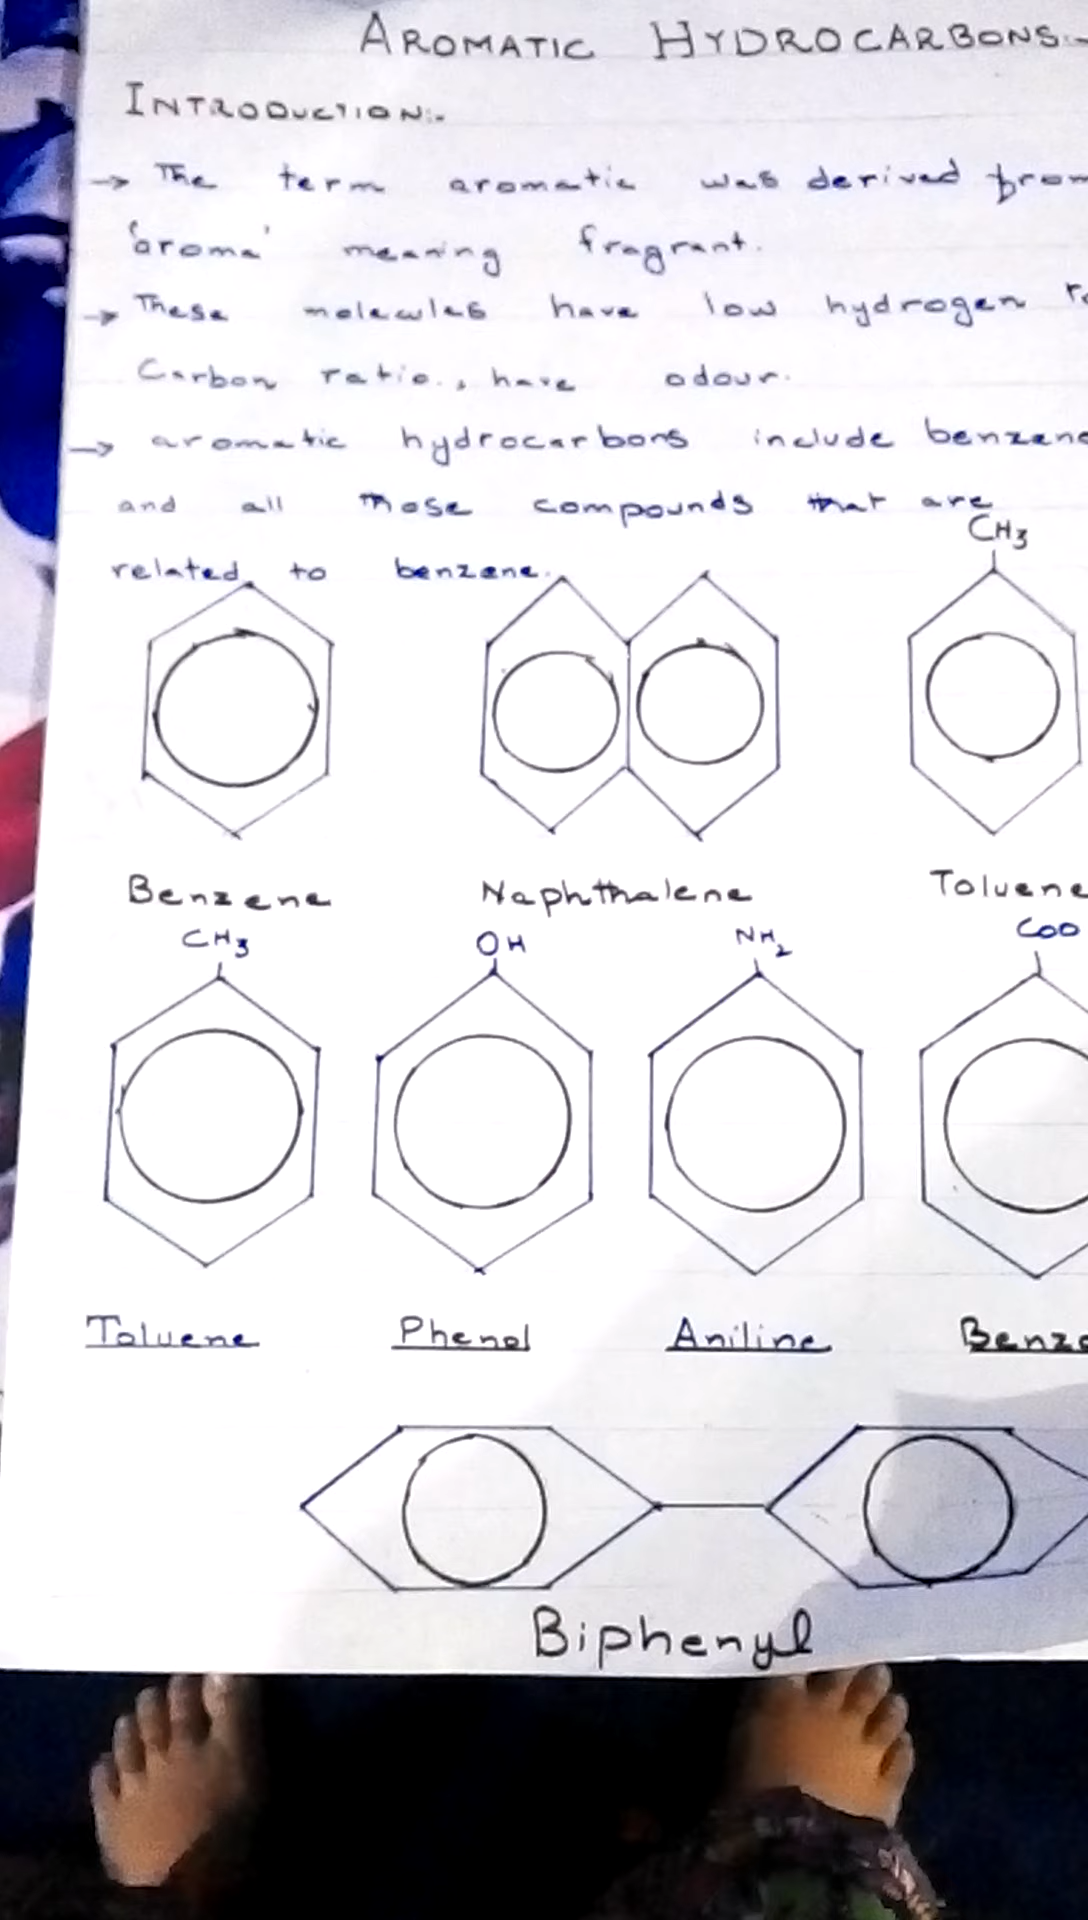 AROMATIC HYDROCARBONS:-
INTRODUCTION:-
→ The term aromatic was derived from
'aroma' meaning fragrant.
→ These molecules have low hydrogen
Carbon ratio., have odour.
→ aromatic hydrocarbons include benzene
and all those compounds that are
related to benzene.
CH3
Benzene Naphthalene Toluene
CH3 OH NH2 COO
Toluene Phenol Aniline
Biphenyl